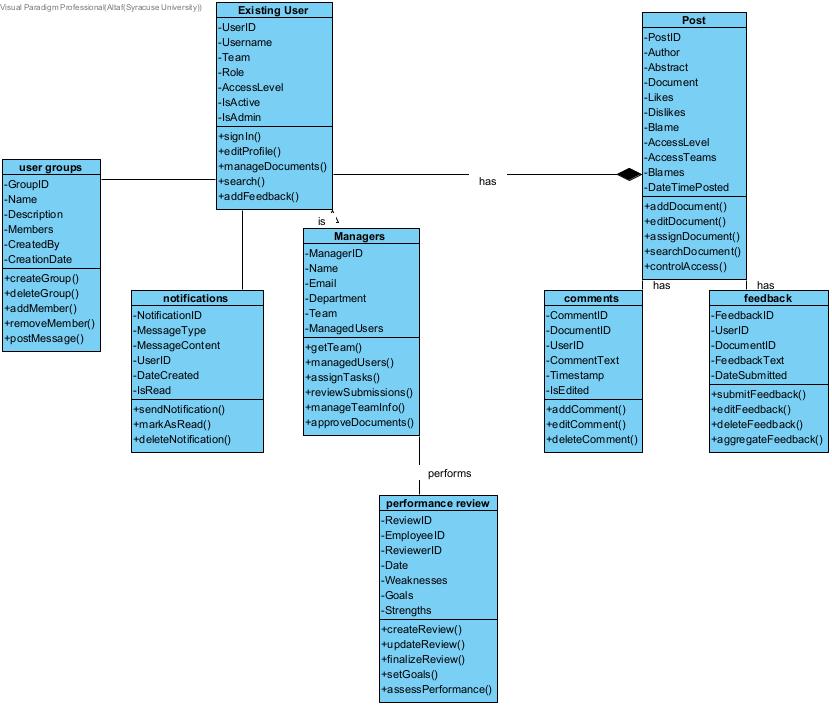 Visual Paradigm Professional(Altaf(Syracuse University))
Existing User
-UserID
-Username
-Team
-Role
-AccessLevel
-IsActive
-IsAdmin
+signIn()
+editProfile()
+manageDocuments()
+search()
+addFeedback()
Post
-PostID
-Author
-Abstract
-Document
-Likes
-Dislikes
-Blame
-AccessLevel
-AccessTeams
-Blames
-DateTimePosted
+addDocument()
+editDocument()
+assignDocument()
+searchDocument()
+controlAccess()
has
user groups
-GroupID
-Name
-Description
-Members
-CreatedBy
-CreationDate
+createGroup()
+deleteGroup()
+addMember()
+removeMember()
+postMessage()
is
Managers
-ManagerID
-Name
-Email
-Department
-Team
-ManagedUsers
+getTeam()
+managedUsers()
+assignTasks()
+reviewSubmissions()
+manageTeamInfo()
+approveDocuments()
notifications
-NotificationID
-MessageType
-MessageContent
-UserID
-DateCreated
-IsRead
+sendNotification()
+markAsRead()
+deleteNotification()
has
comments
-CommentID
-DocumentID
-UserID
-CommentText
-Timestamp
-IsEdited
+addComment()
+editComment()
+deleteComment()
has
feedback
-FeedbackID
-UserID
-DocumentID
-FeedbackText
-DateSubmitted
+submitFeedback()
+editFeedback()
+deleteFeedback()
+aggregateFeedback()
performs
performance review
-ReviewID
-EmployeeID
-ReviewerID
-Date
-Weaknesses
-Goals
-Strengths
+createReview()
+updateReview()
+finalizeReview()
+setGoals()
+assessPerformance()